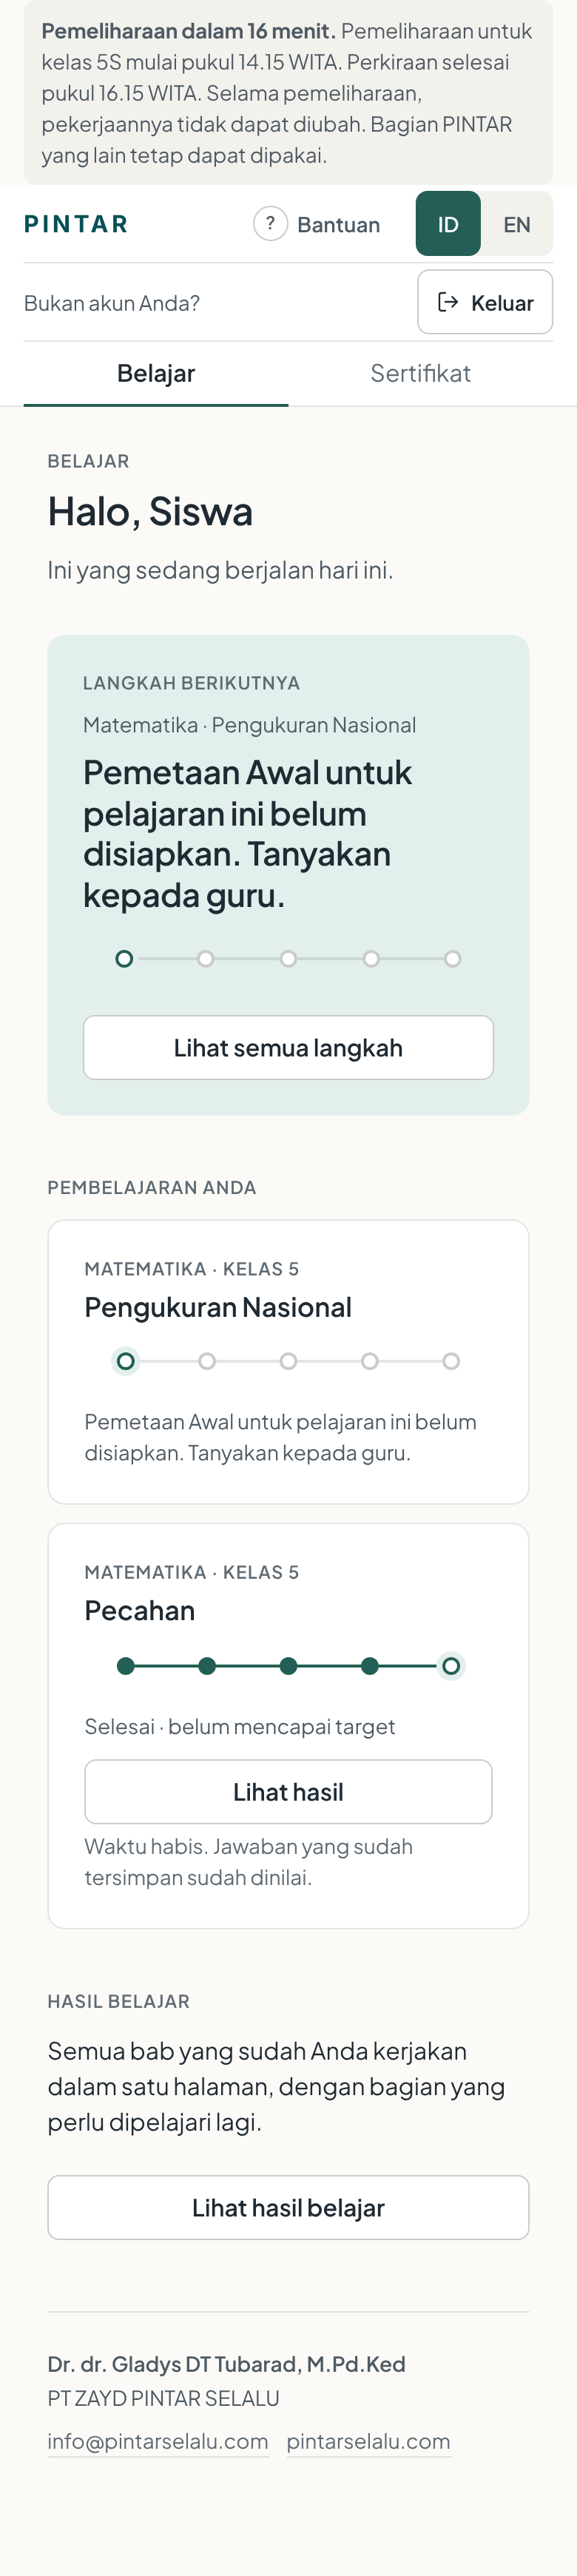 Pemeliharaan dalam 16 menit. Pemeliharaan untuk
kelas 5S mulai pukul 14.15 WITA. Perkiraan selesai
pukul 16.15 WITA. Selama pemeliharaan,
pekerjaannya tidak dapat diubah. Bagian PINTAR
yang lain tetap dapat dipakai.
PINTAR
? Bantuan
ID
EN
Bukan akun Anda?
Keluar
Belajar
Sertifikat
BELAJAR
Halo, Siswa
Ini yang sedang berjalan hari ini.
LANGKAH BERIKUTNYA
Matematika · Pengukuran Nasional
Pemetaan Awal untuk
pelajaran ini belum
disiapkan. Tanyakan
kepada guru.
Lihat semua langkah
PEMBELAJARAN ANDA
MATEMATIKA · KELAS 5
Pengukuran Nasional
Pemetaan Awal untuk pelajaran ini belum
disiapkan. Tanyakan kepada guru.
MATEMATIKA · KELAS 5
Pecahan
Selesai · belum mencapai target
Lihat hasil
Waktu habis. Jawaban yang sudah
tersimpan sudah dinilai.
HASIL BELAJAR
Semua bab yang sudah Anda kerjakan
dalam satu halaman, dengan bagian yang
perlu dipelajari lagi.
Lihat hasil belajar
Dr. dr. Gladys DT Tubarad, M.Pd.Ked
PT ZAYD PINTAR SELALU
info@pintarselalu.com pintarselalu.com